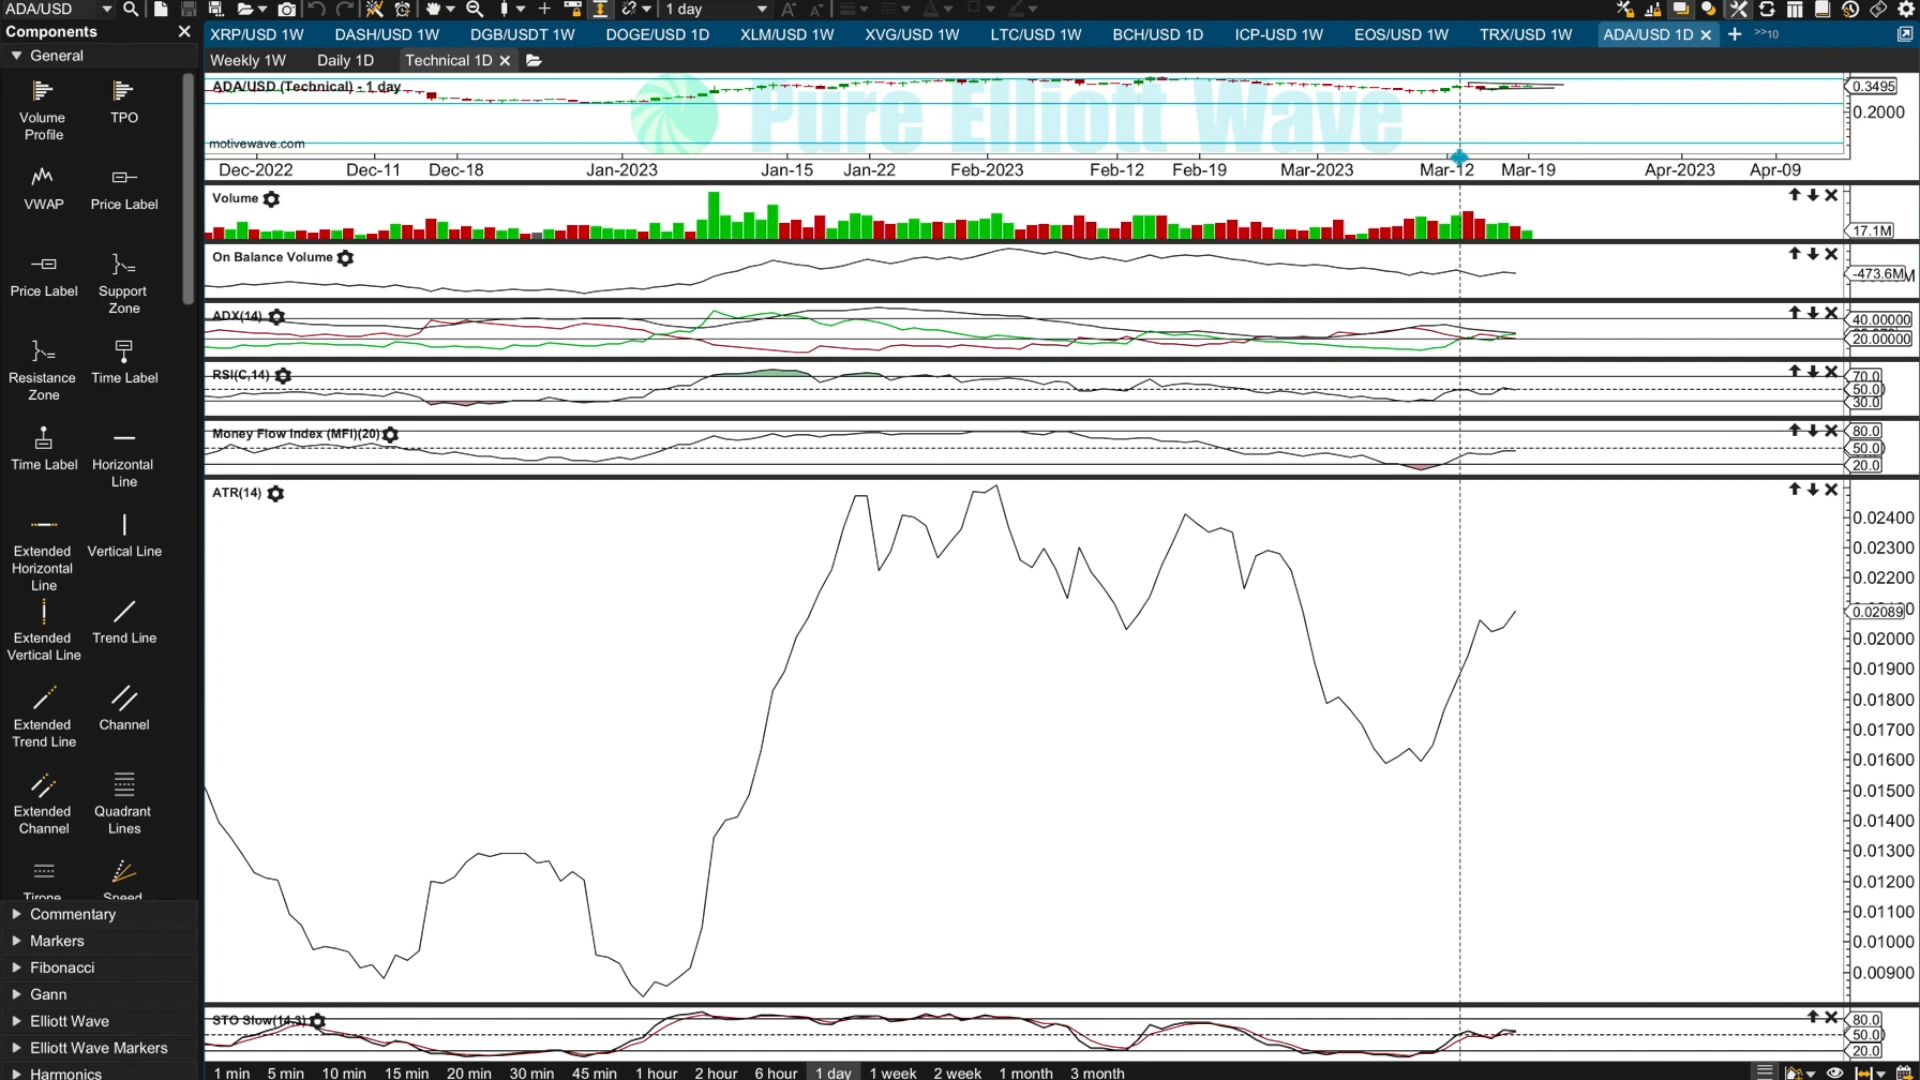 ADA/USD 1 day
Components
General
XRP/USD 1W DASH/USD 1W DGB/USDT 1W DOGE/USD 1D XLM/USD 1W XVG/USD 1W LTC/USD 1W BCH/USD 1D ICP-USD 1W EOS/USD 1W TRX/USD 1W ADA/USD 1D >>10
Weekly 1W Daily 1D Technical 1D
ADA/USD (Technical) - 1 day
Pure Elliott Wave
0.3495
0.2000
motivewave.com
Dec-2022 Dec-11 Dec-18 Jan-2023 Jan-15 Jan-22 Feb-2023 Feb-12 Feb-19 Mar-2023 Mar-12 Mar-19 Apr-2023 Apr-09
Volume
17.1M
On Balance Volume
-473.6M
ADX(14)
40.00000
20.00000
RSI(C,14)
70.0
50.0
30.0
Money Flow Index (MFI)(20)
80.0
50.0
20.0
ATR(14)
0.02400
0.02300
0.02200
0.02089
0.02000
0.01900
0.01800
0.01700
0.01600
0.01500
0.01400
0.01300
0.01200
0.01100
0.01000
0.00900
STO Slow(14,3)
80.0
50.0
20.0
Volume Profile
TPO
VWAP
Price Label
Price Label
Support Zone
Resistance Zone
Time Label
Time Label
Horizontal Line
Extended Horizontal Line
Vertical Line
Extended Vertical Line
Trend Line
Extended Trend Line
Channel
Extended Channel
Quadrant Lines
Tirone
Speed
Commentary
Markers
Fibonacci
Gann
Elliott Wave
Elliott Wave Markers
Harmonics
1 min 5 min 10 min 15 min 20 min 30 min 45 min 1 hour 2 hour 6 hour 1 day 1 week 2 week 1 month 3 month